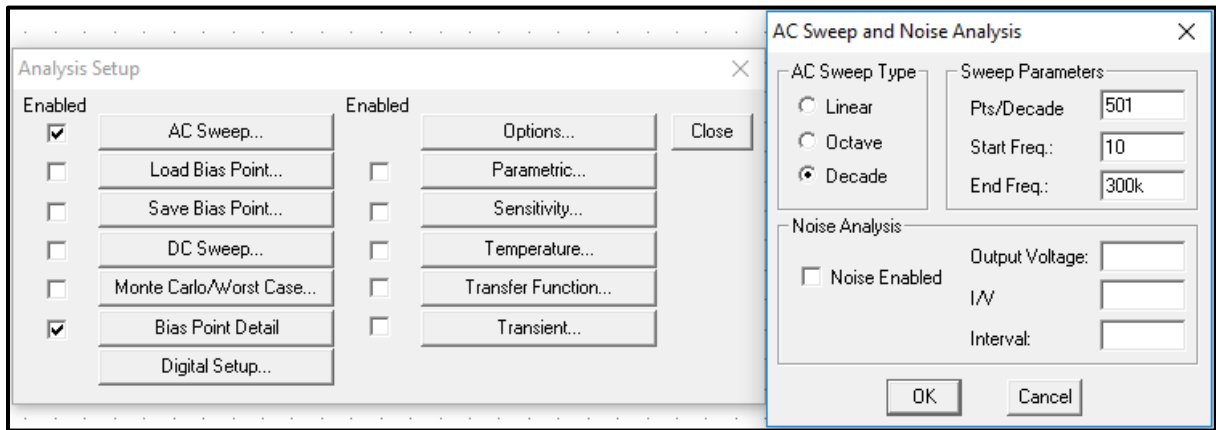 Analysis Setup
Enabled Enabled
AC Sweep... Options... Close
Load Bias Point... Parametric...
Save Bias Point... Sensitivity...
DC Sweep... Temperature...
Monte Carlo/Worst Case... Transfer Function...
Bias Point Detail Transient...
Digital Setup...
AC Sweep and Noise Analysis
AC Sweep Type
Linear
Octave
Decade
Sweep Parameters
Pts/Decade 501
Start Freq.: 10
End Freq.: 300k
Noise Analysis
Noise Enabled
Output Voltage:
I/V
Interval:
OK Cancel